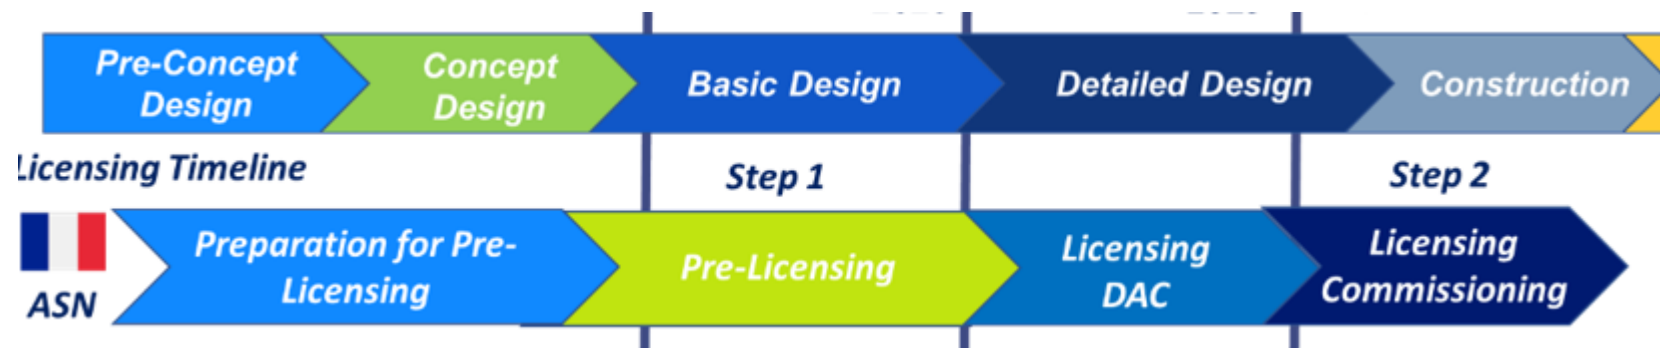 Pre-Concept
Design
Concept
Design
Basic Design
Detailed Design
Construction
Licensing Timeline
Step 1
Step 2
ASN
Preparation for Pre-
Licensing
Pre-Licensing
Licensing
DAC
Licensing
Commissioning